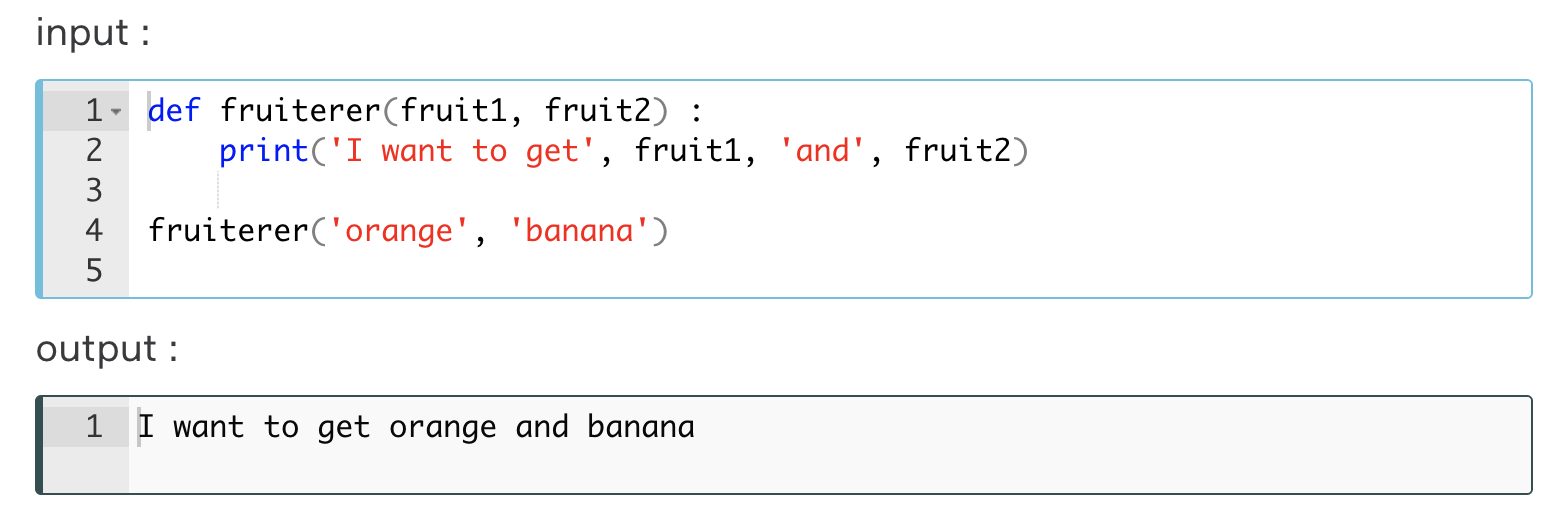 input :
1 def fruiterer(fruit1, fruit2) :
2     print('I want to get', fruit1, 'and', fruit2)
3
4 fruiterer('orange', 'banana')
5
output :
1 I want to get orange and banana